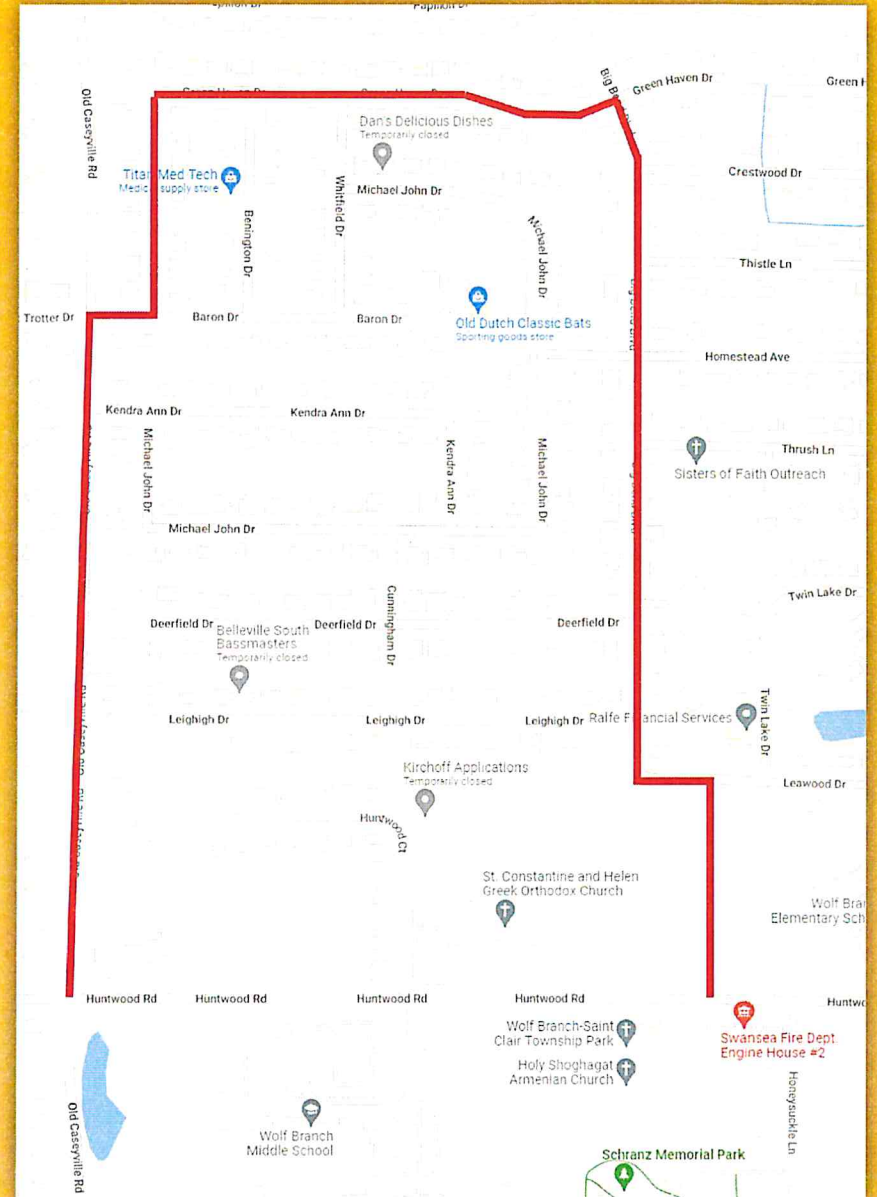 Papillon Dr
Green Haven Dr
Green H
Old Caseyville Rd
Green Haven Dr
Dan's Delicious Dishes
Temporarily closed
Titan Med Tech
Medical supply store
Crestwood Dr
Michael John Dr
Whitfield Dr
Benington Dr
Michael John Dr
Thistle Ln
Old Dutch Classic Bats
Sporting goods store
Trotter Dr
Baron Dr
Baron Dr
Homestead Ave
Kendra Ann Dr
Kendra Ann Dr
Michael John Dr
Kendra Ann Dr
Michael John Dr
Thrush Ln
Sisters of Faith Outreach
Michael John Dr
Twin Lake Dr
Cunningham Dr
Deerfield Dr
Deerfield Dr
Deerfield Dr
Belleville South
Bassmasters
Temporarily closed
Leighigh Dr
Leighigh Dr
Leighigh Dr
Ralfe Financial Services
Twin Lake Dr
Kirchoff Applications
Temporarily closed
Leawood Dr
Huntwood Ct
St. Constantine and Helen
Greek Orthodox Church
Wolf Bra
Elementary Sch
Huntwood Rd
Huntwood Rd
Huntwood Rd
Huntwood Rd
Huntwo
Wolf Branch-Saint
Clair Township Park
Swansea Fire Dept.
Engine House #2
Holy Shoghagat
Armenian Church
Honeysuckle Ln
Old Caseyville Rd
Wolf Branch
Middle School
Schranz Memorial Park